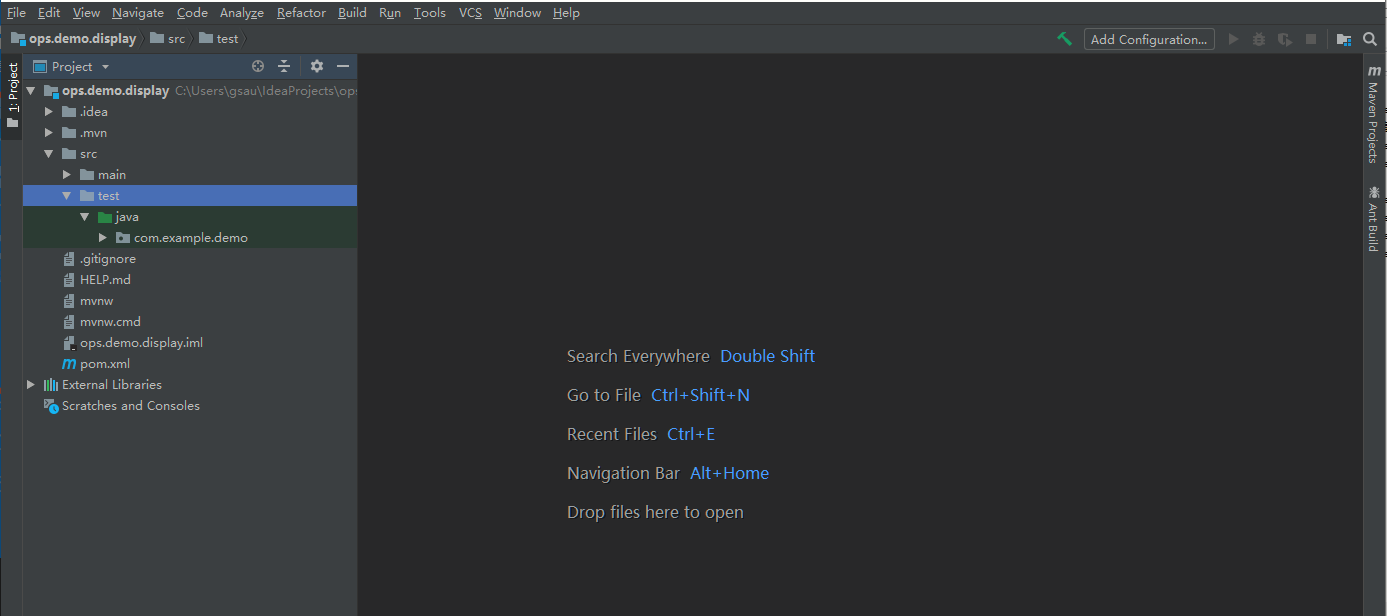 File Edit View Navigate Code Analyze Refactor Build Run Tools VCS Window Help
ops.demo.display src test
Add Configuration...
1: Project
Project
ops.demo.display C:\Users\gsau\IdeaProjects\ops
.idea
.mvn
src
main
test
java
com.example.demo
.gitignore
HELP.md
mvnw
mvnw.cmd
ops.demo.display.iml
m pom.xml
External Libraries
Scratches and Consoles
Search Everywhere Double Shift
Go to File Ctrl+Shift+N
Recent Files Ctrl+E
Navigation Bar Alt+Home
Drop files here to open
m Maven Projects
Ant Build